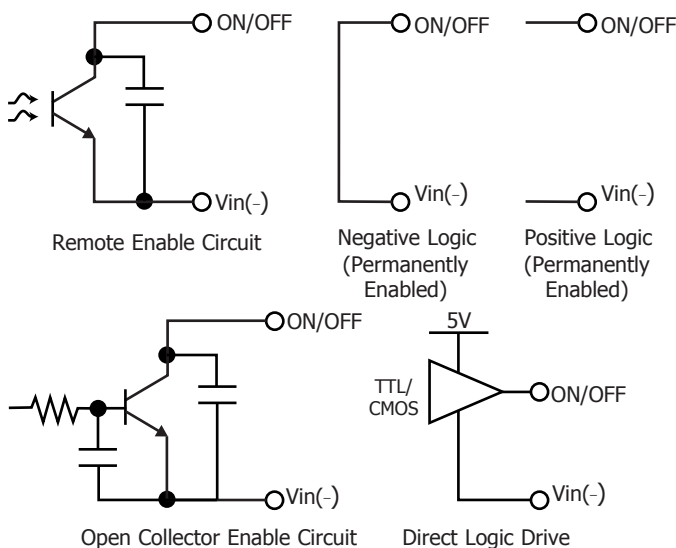 ON/OFF
Vin(−)
Remote Enable Circuit
ON/OFF
Vin(−)
Negative Logic
(Permanently
Enabled)
ON/OFF
Vin(−)
Positive Logic
(Permanently
Enabled)
ON/OFF
Vin(−)
Open Collector Enable Circuit
5V
TTL/
CMOS
ON/OFF
Vin(−)
Direct Logic Drive